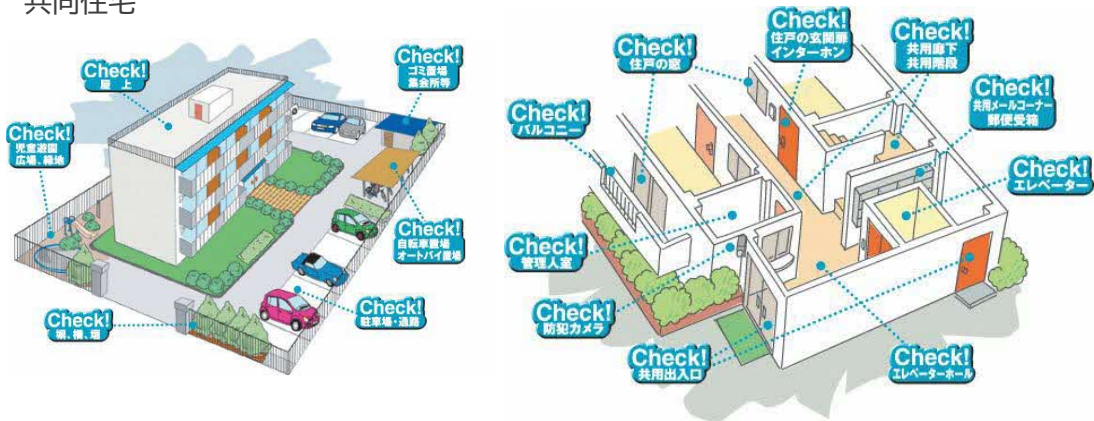 共同住宅
Check!
屋 上
Check!
ゴミ置場
集会所等
Check!
児童遊園
広場、緑地
Check!
自転車置場
オートバイ置場
Check!
塀、柵、垣
Check!
駐車場・通路
Check!
住戸の窓
Check!
住戸の玄関扉
インターホン
Check!
共用廊下
共用階段
Check!
バルコニー
Check!
共用メールコーナー
郵便受箱
Check!
エレベーター
Check!
管理人室
Check!
防犯カメラ
Check!
共用出入口
Check!
エレベーターホール